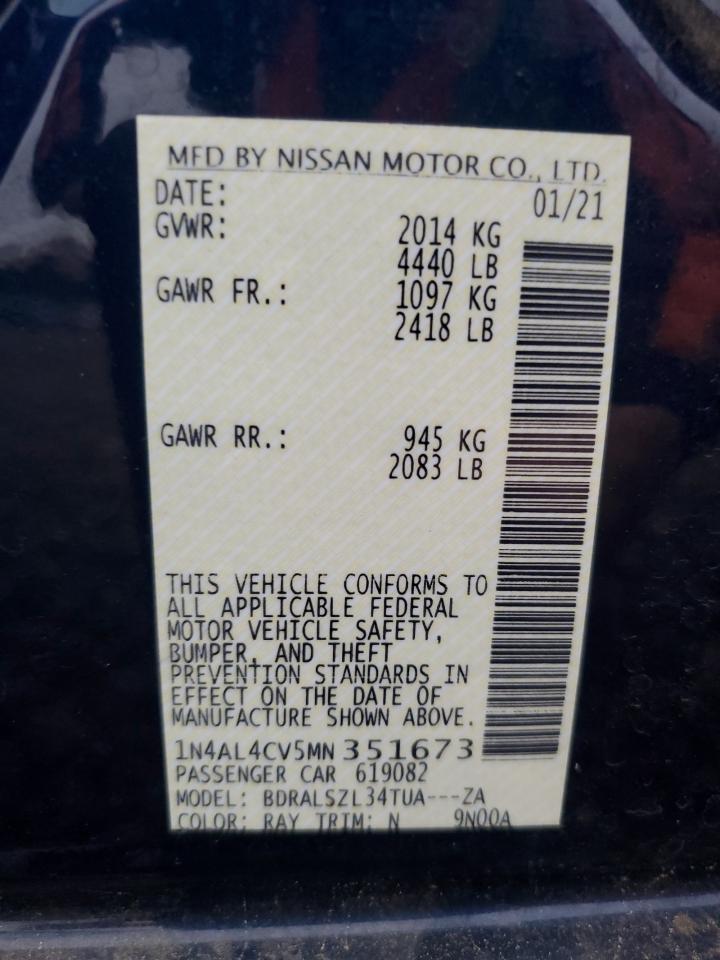 MFD BY NISSAN MOTOR CO., LTD.
DATE: 01/21
GVWR: 2014 KG
4440 LB
GAWR FR.: 1097 KG
2418 LB
GAWR RR.: 945 KG
2083 LB
THIS VEHICLE CONFORMS TO
ALL APPLICABLE FEDERAL
MOTOR VEHICLE SAFETY,
BUMPER, AND THEFT
PREVENTION STANDARDS IN
EFFECT ON THE DATE OF
MANUFACTURE SHOWN ABOVE.
1N4AL4CV5MN351673
PASSENGER CAR 619082
MODEL: BDRALSZL34TUA---ZA
COLOR: RAY TRIM: N 9N00A